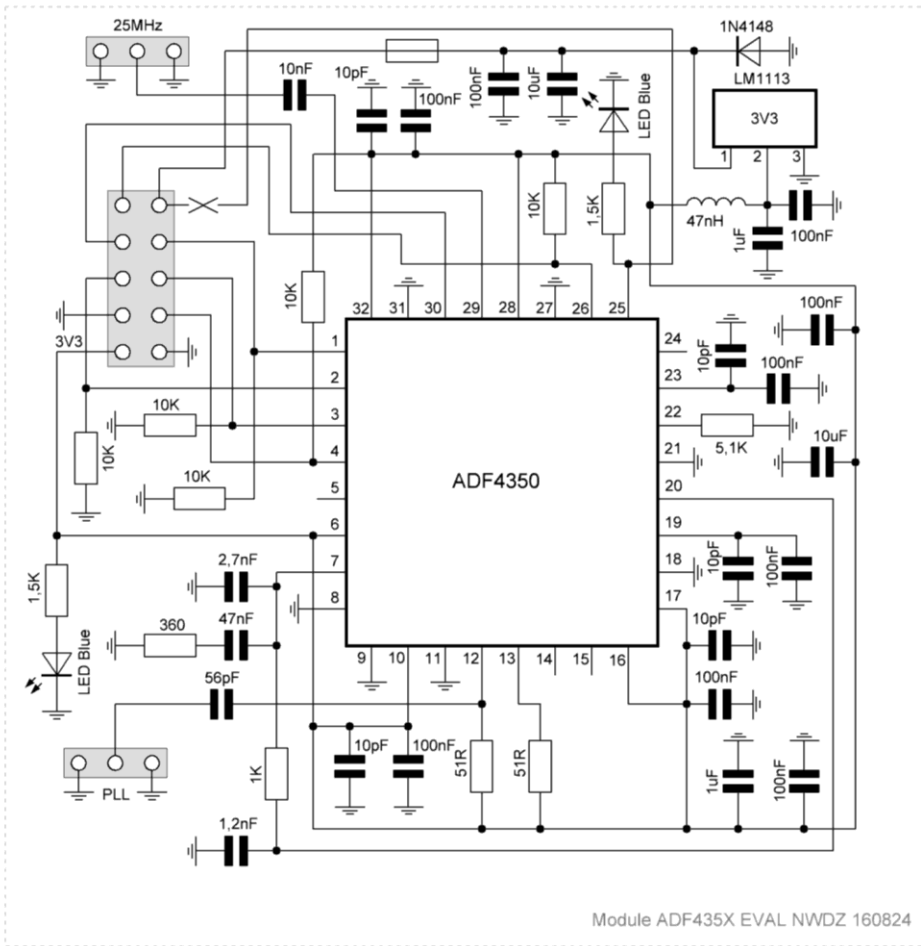 25MHz
1N4148
LM1113
3V3
1 2 3
10nF
10pF
100nF
100nF
10uF
LED Blue
10K
1,5K
47nH
1uF
100nF
10K
3V3
32 31 30 29 28 27 26 25
1
2
3
4
5
6
7
8
24
23
22
21
20
19
18
17
9 10 11 12 13 14 15 16
ADF4350
10pF
100nF
5,1K
100nF
10uF
10K
10K
10K
1,5K
LED Blue
2,7nF
47nF
360
56pF
PLL
1K
1,2nF
10pF
100nF
51R
51R
10pF
100nF
10pF
100nF
1uF
100nF
Module ADF435X EVAL NWDZ 160824